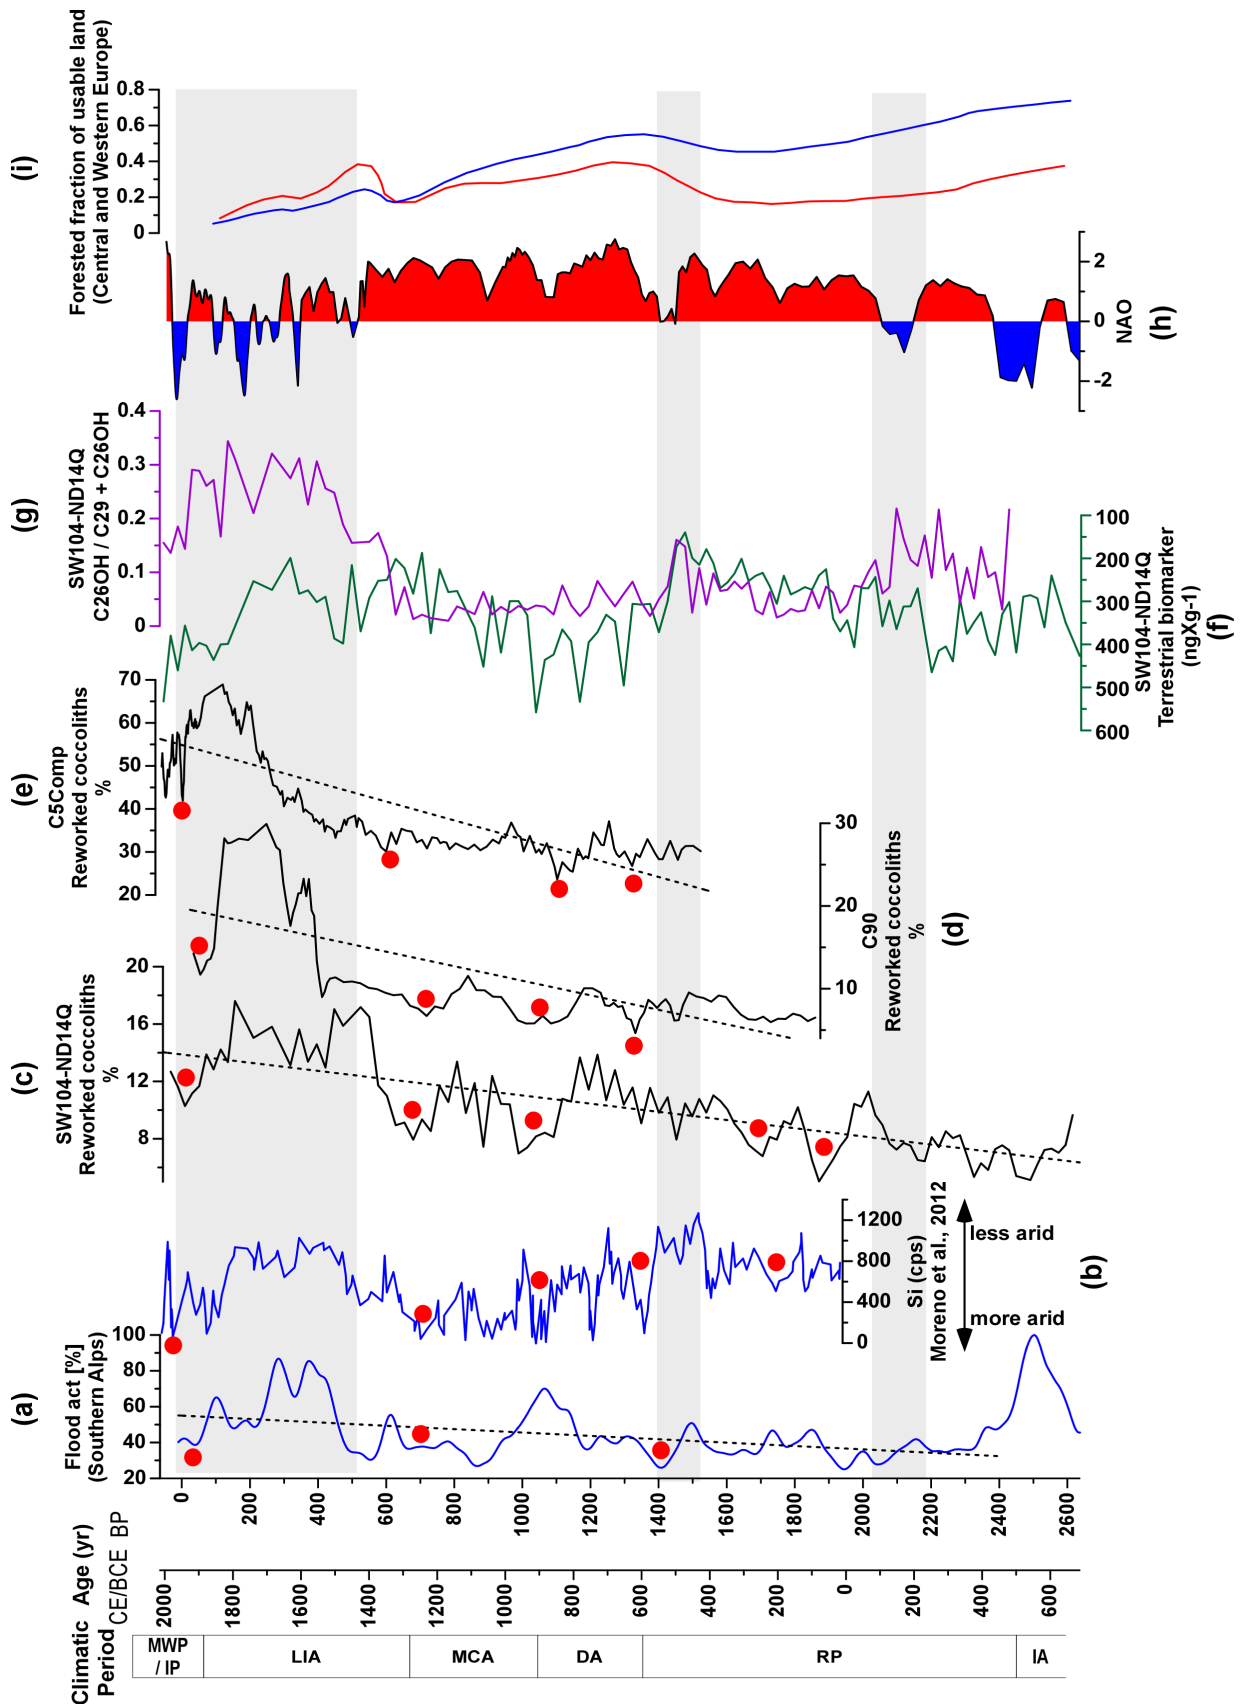 (i)
Forested fraction of usable land
(Central and Western Europe)
0.8
0.6
0.4
0.2
0
2
0
-2
NAO
(h)
(g)
SW104-ND14Q
C26OH / C29 + C26OH
0.4
0.3
0.2
0.1
0
100
200
300
400
500
600
SW104-ND14Q
Terrestrial biomarker
(ngXg-1)
(f)
(e)
C5Comp
Reworked coccoliths
%
70
60
50
40
30
20
30
20
10
C90
Reworked coccoliths
%
(d)
(c)
SW104-ND14Q
Reworked coccoliths
%
20
16
12
8
1200
800
400
0
Si (cps)
Moreno et al., 2012
less arid
more arid
(b)
(a)
Flood act [%]
(Southern Alps)
100
80
60
40
20
Age (yr)
BP
0
200
400
600
800
1000
1200
1400
1600
1800
2000
2200
2400
2600
CE/BCE
2000
1800
1600
1400
1200
1000
800
600
400
200
0
200
400
600
Climatic
Period
MWP
/ IP
LIA
MCA
DA
RP
IA